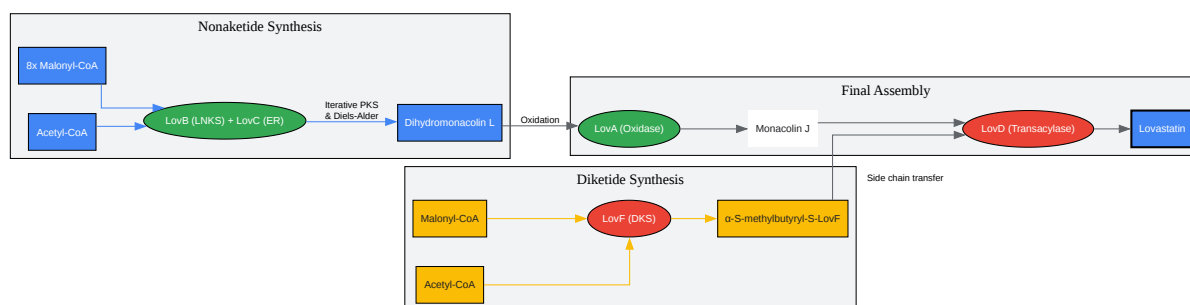 Nonaketide Synthesis
8x Malonyl-CoA
Acetyl-CoA
LovB (LNKS) + LovC (ER)
Iterative PKS
& Diels-Alder
Dihydromonacolin L
Oxidation
Final Assembly
LovA (Oxidase)
Monacolin J
LovD (Transacylase)
Lovastatin
Side chain transfer
Diketide Synthesis
Malonyl-CoA
Acetyl-CoA
LovF (DKS)
α-S-methylbutyryl-S-LovF